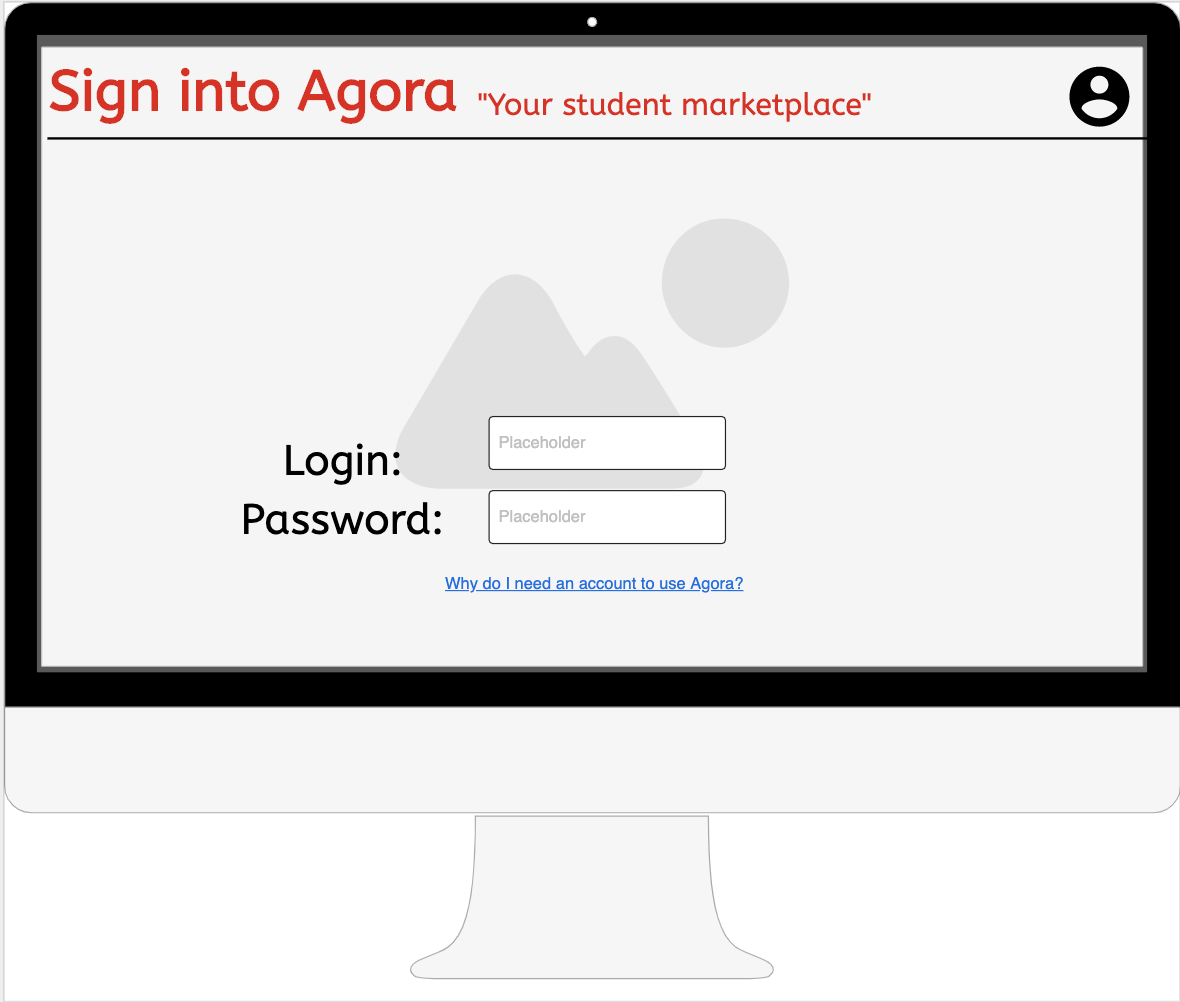 Sign into Agora "Your student marketplace"
Login: Placeholder
Password: Placeholder
Why do I need an account to use Agora?